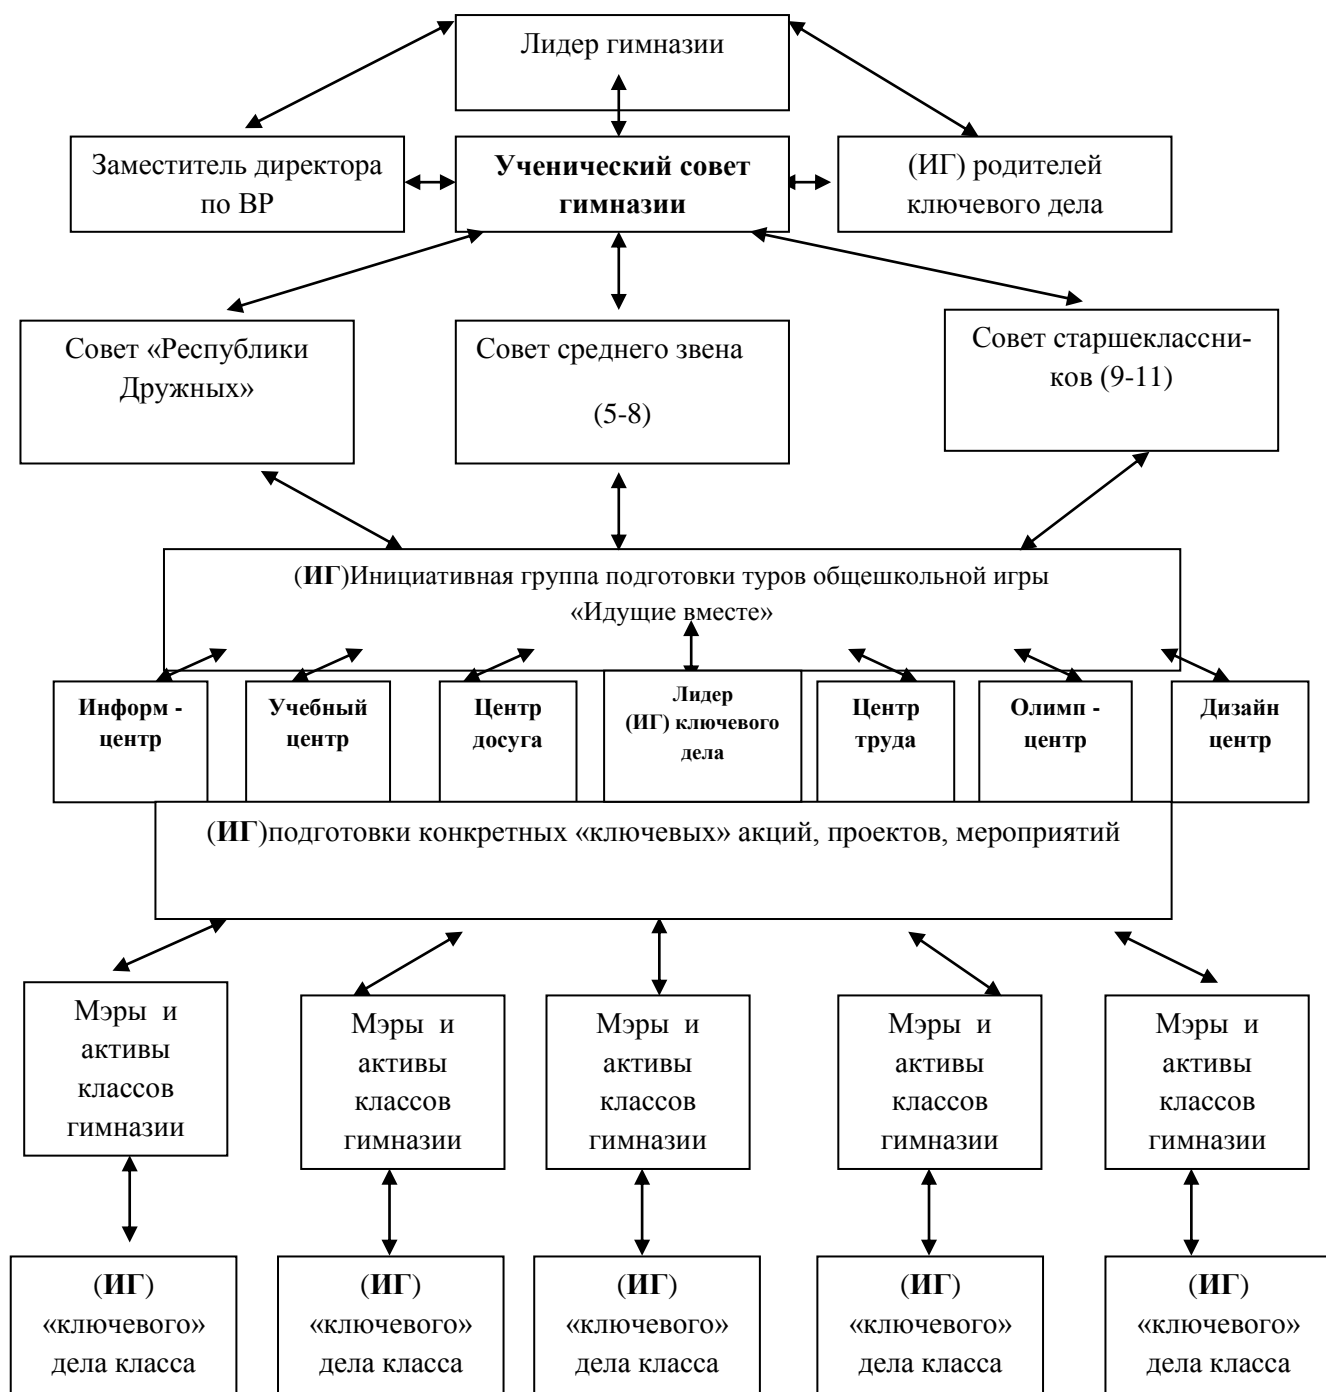 Лидер гимназии
Заместитель директора
по ВР
Ученический совет
гимназии
(ИГ) родителей
ключевого дела
Совет «Республики
Дружных»
Совет среднего звена
(5-8)
Совет старшеклассни-
ков (9-11)
(ИГ)Инициативная группа подготовки туров общешкольной игры
«Идущие вместе»
Информ -
центр
Учебный
центр
Центр
досуга
Лидер
(ИГ) ключевого
дела
Центр
труда
Олимп -
центр
Дизайн
центр
(ИГ)подготовки конкретных «ключевых» акций, проектов, мероприятий
Мэры и
активы
классов
гимназии
Мэры и
активы
классов
гимназии
Мэры и
активы
классов
гимназии
Мэры и
активы
классов
гимназии
Мэры и
активы
классов
гимназии
(ИГ)
«ключевого»
дела класса
(ИГ)
«ключевого»
дела класса
(ИГ)
«ключевого»
дела класса
(ИГ)
«ключевого»
дела класса
(ИГ)
«ключевого»
дела класса